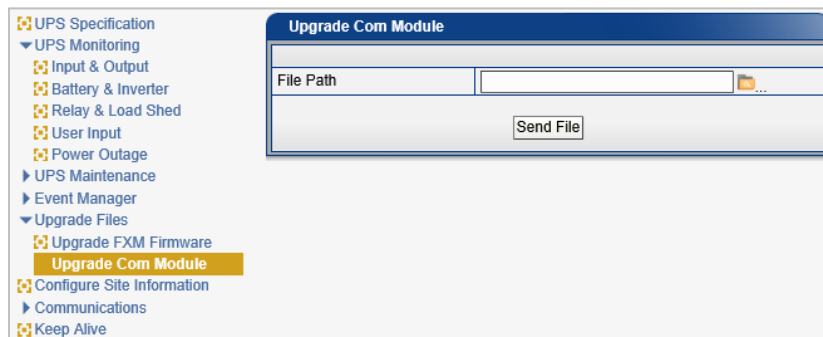 UPS Specification
UPS Monitoring
Input & Output
Battery & Inverter
Relay & Load Shed
User Input
Power Outage
UPS Maintenance
Event Manager
Upgrade Files
Upgrade FXM Firmware
Upgrade Com Module
Configure Site Information
Communications
Keep Alive
Upgrade Com Module
File Path ...
Send File